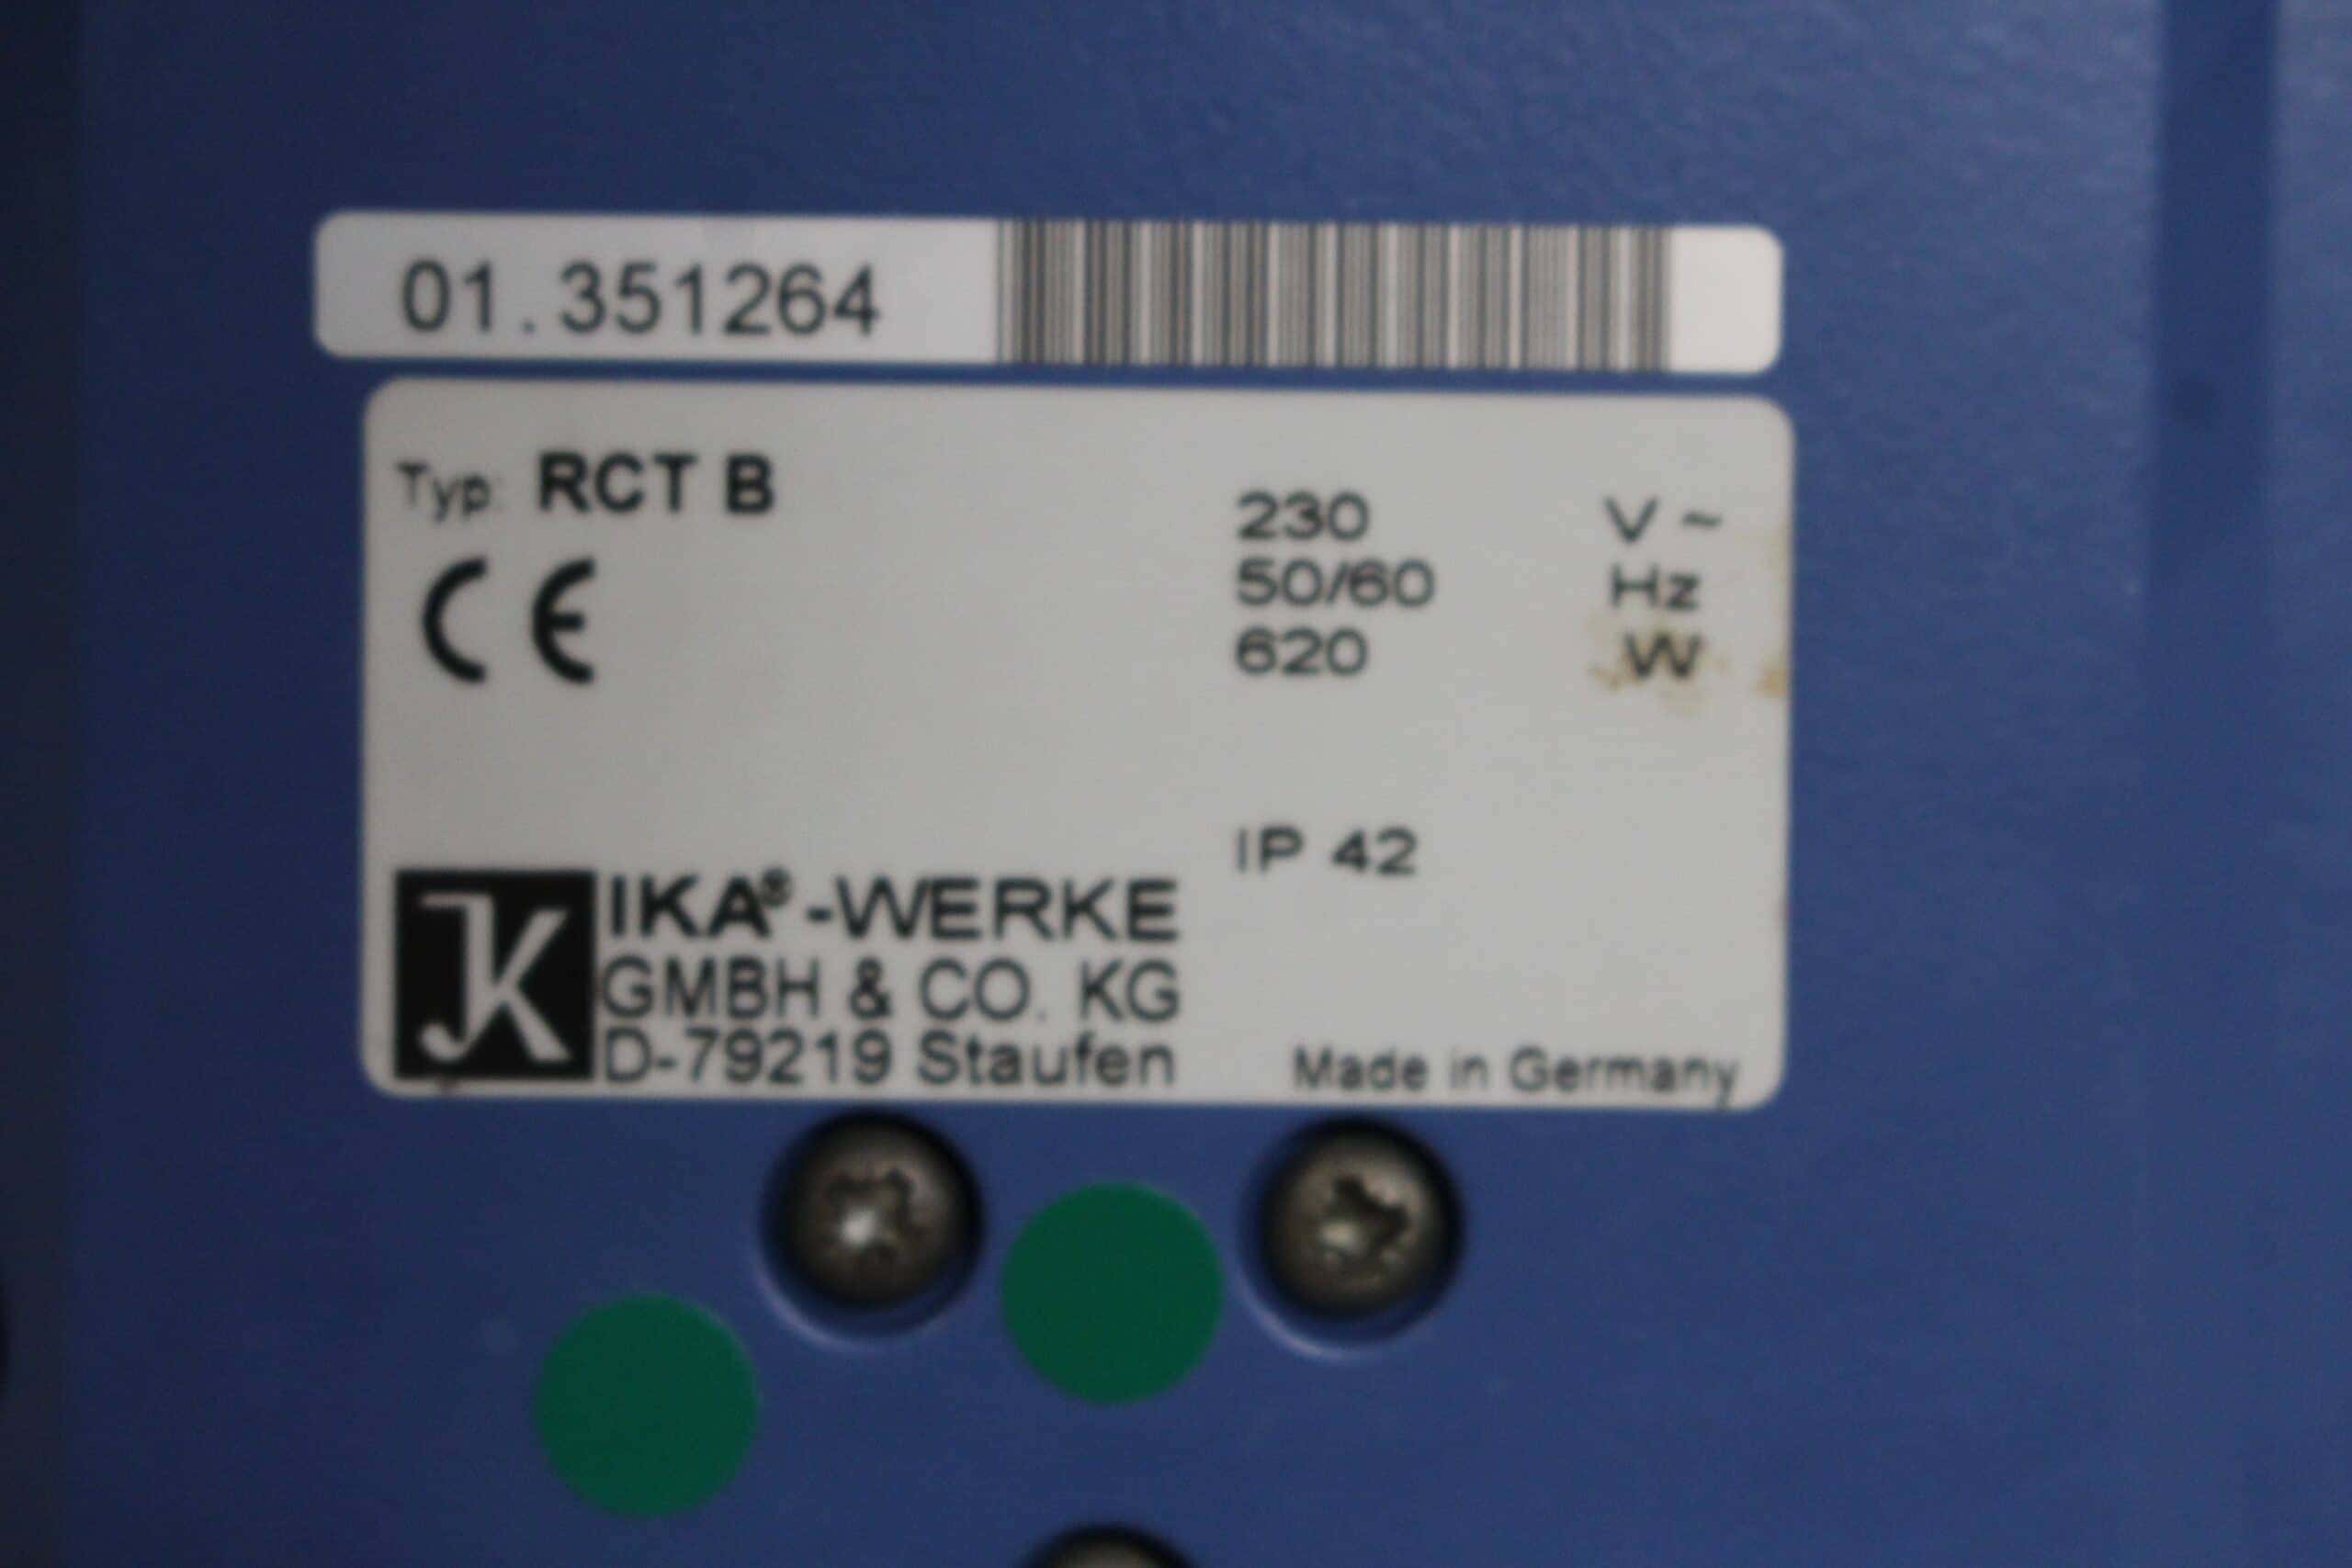 01.351264
Typ: RCT B
CE
230 V ~
50/60 Hz
620 W
IP 42
IKA®-WERKE
GMBH & CO. KG
D-79219 Staufen
Made in Germany